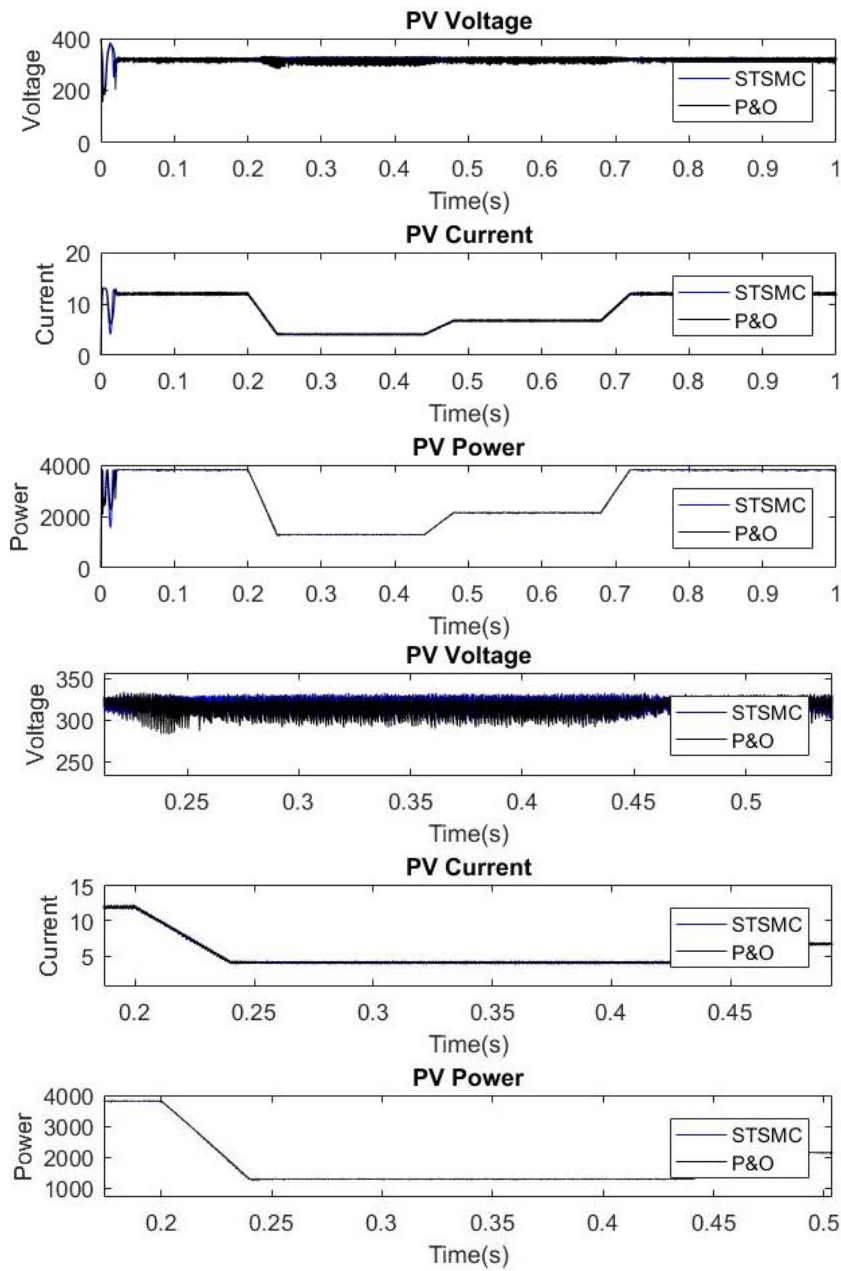 PV Voltage
400
200
0
Voltage
STSMC
P&O
0 0.1 0.2 0.3 0.4 0.5 0.6 0.7 0.8 0.9 1
Time(s)
PV Current
20
10
0
Current
STSMC
P&O
0 0.1 0.2 0.3 0.4 0.5 0.6 0.7 0.8 0.9 1
Time(s)
PV Power
4000
2000
0
Power
STSMC
P&O
0 0.1 0.2 0.3 0.4 0.5 0.6 0.7 0.8 0.9 1
Time(s)
PV Voltage
350
300
250
Voltage
STSMC
P&O
0.25 0.3 0.35 0.4 0.45 0.5
Time(s)
PV Current
15
10
5
Current
STSMC
P&O
0.2 0.25 0.3 0.35 0.4 0.45
Time(s)
PV Power
4000
3000
2000
1000
Power
STSMC
P&O
0.2 0.25 0.3 0.35 0.4 0.45 0.5
Time(s)